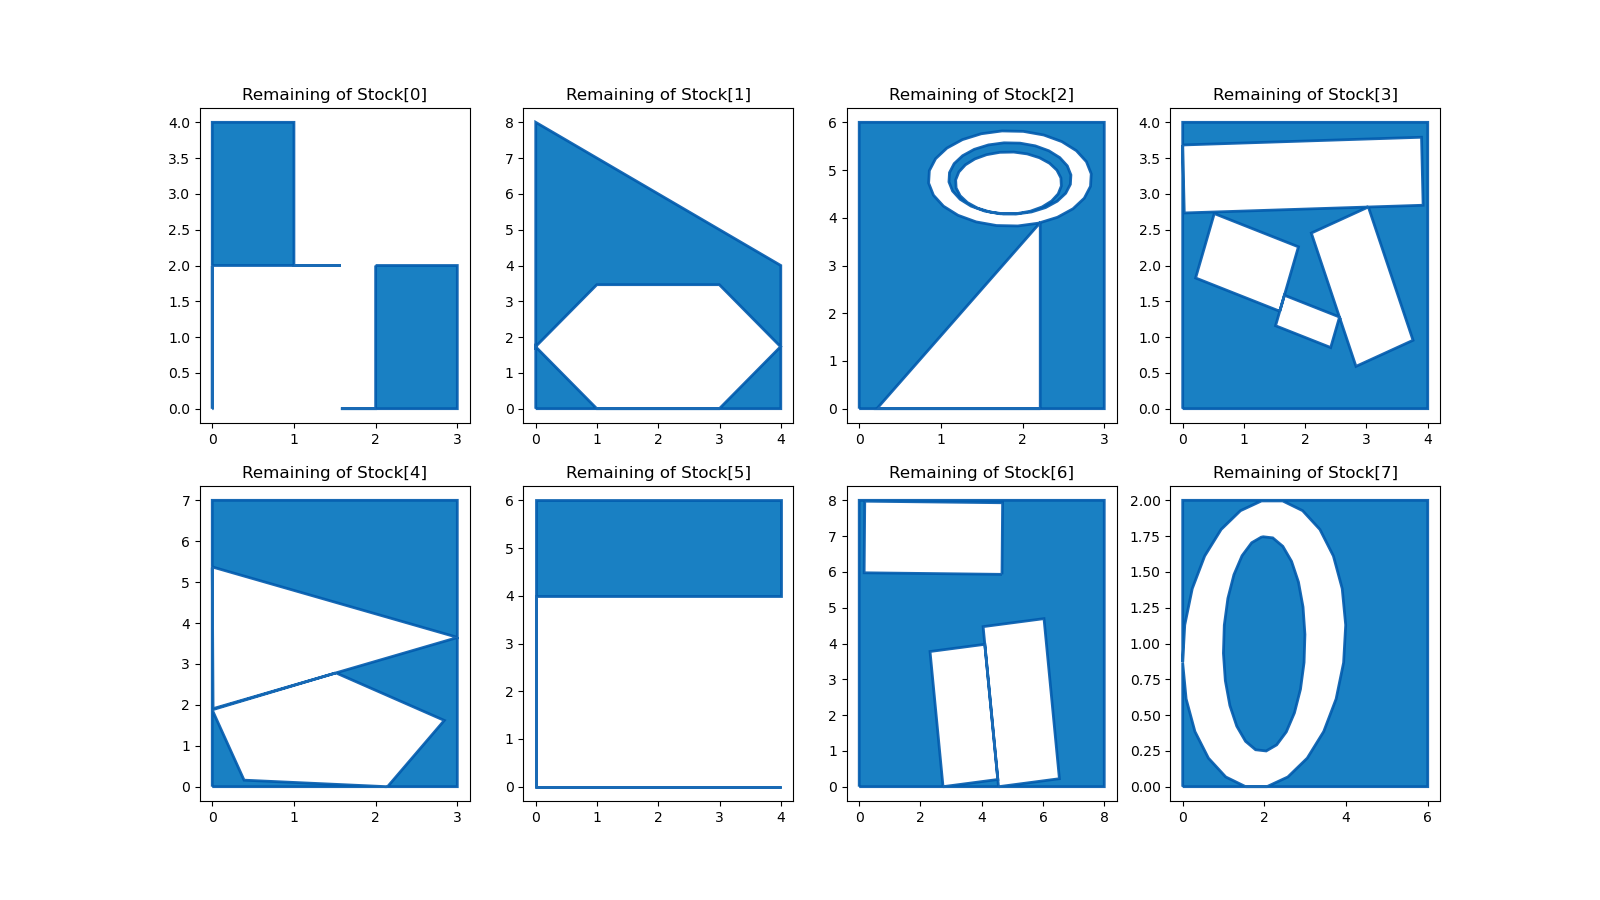 Remaining of Stock[0] Remaining of Stock[1] Remaining of Stock[2] Remaining of Stock[3]
4.0 8 6 4.0
3.5 7 5 3.5
3.0 6 4 3.0
2.5 5 3 2.5
2.0 4 2 2.0
1.5 3 1 1.5
1.0 2 0 1.0
0.5 1 0.5
0.0 0 0.0
0 1 2 3 0 1 2 3 4 0 1 2 3 0 1 2 3 4
Remaining of Stock[4] Remaining of Stock[5] Remaining of Stock[6] Remaining of Stock[7]
7 6 8 2.00
6 5 7 1.75
5 4 6 1.50
4 3 5 1.25
3 2 4 1.00
2 1 3 0.75
1 0 2 0.50
0 1 0.25
0 0.00
0 1 2 3 0 1 2 3 4 0 2 4 6 8 0 2 4 6